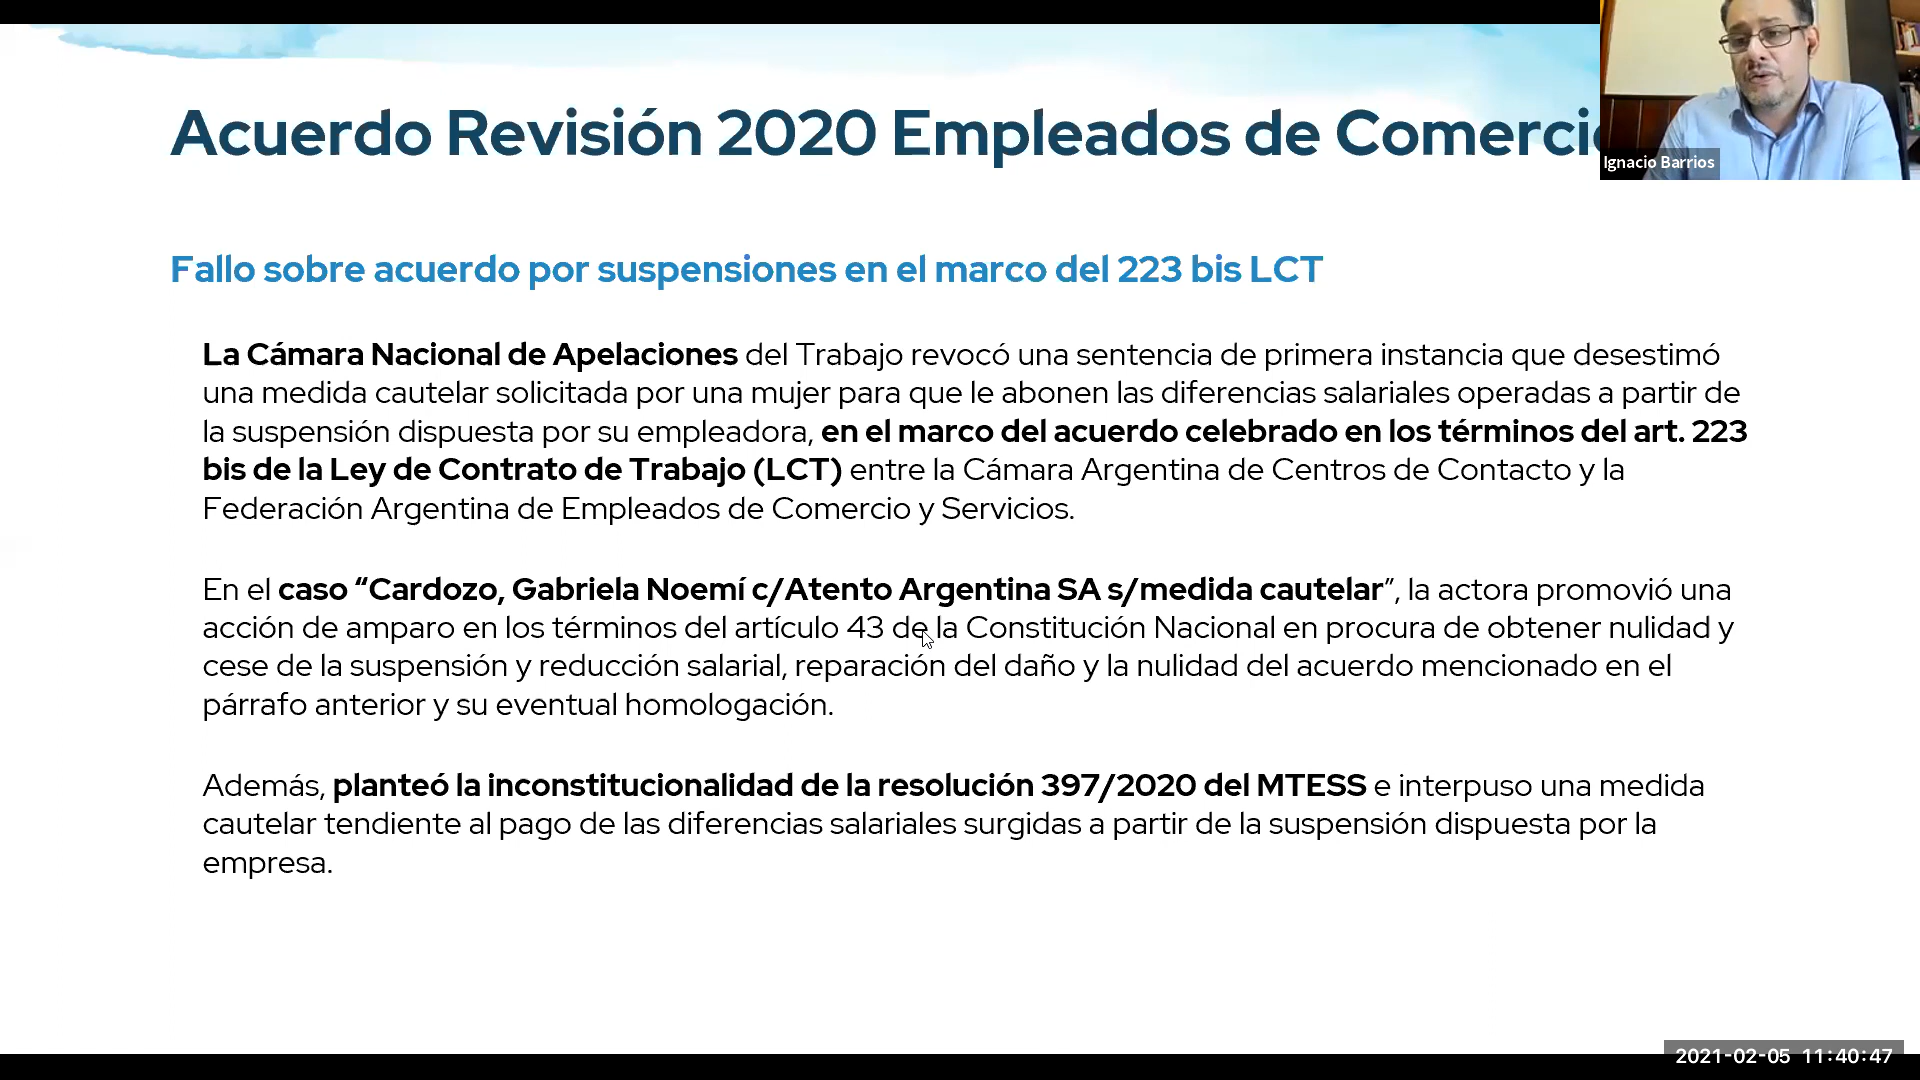 Acuerdo Revisión 2020 Empleados de Comerci
Ignacio Barrios
Fallo sobre acuerdo por suspensiones en el marco del 223 bis LCT
La Cámara Nacional de Apelaciones del Trabajo revocó una sentencia de primera instancia que desestimó
una medida cautelar solicitada por una mujer para que le abonen las diferencias salariales operadas a partir de
la suspensión dispuesta por su empleadora, en el marco del acuerdo celebrado en los términos del art. 223
bis de la Ley de Contrato de Trabajo (LCT) entre la Cámara Argentina de Centros de Contacto y la
Federación Argentina de Empleados de Comercio y Servicios.
En el caso “Cardozo, Gabriela Noemí c/Atento Argentina SA s/medida cautelar”, la actora promovió una
acción de amparo en los términos del artículo 43 de la Constitución Nacional en procura de obtener nulidad y
cese de la suspensión y reducción salarial, reparación del daño y la nulidad del acuerdo mencionado en el
párrafo anterior y su eventual homologación.
Además, planteó la inconstitucionalidad de la resolución 397/2020 del MTESS e interpuso una medida
cautelar tendiente al pago de las diferencias salariales surgidas a partir de la suspensión dispuesta por la
empresa.
2021-02-05 11:40:47